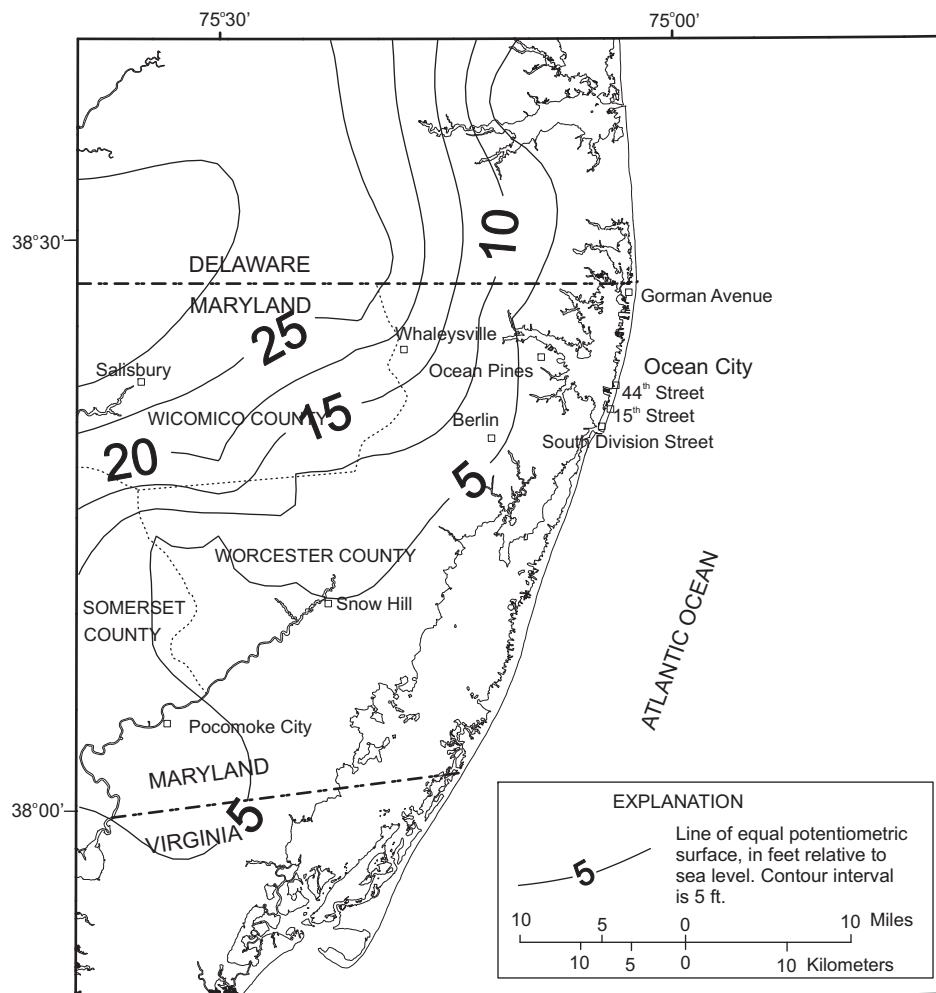 75°30’
75°00’
10
38°30’
DELAWARE
MARYLAND
Gorman Avenue
25
Whaleysville
Salisbury
Ocean Pines
Ocean City
44th Street
15
WICOMICO COUNTY
15th Street
Berlin
South Division Street
20
5
WORCESTER COUNTY
SOMERSET
COUNTY
Snow Hill
ATLANTIC OCEAN
Pocomoke City
MARYLAND
38°00’
5
VIRGINIA
EXPLANATION
5
Line of equal potentiometric
surface, in feet relative to
sea level. Contour interval
is 5 ft.
10 5 0 10 Miles
10 5 0 10 Kilometers